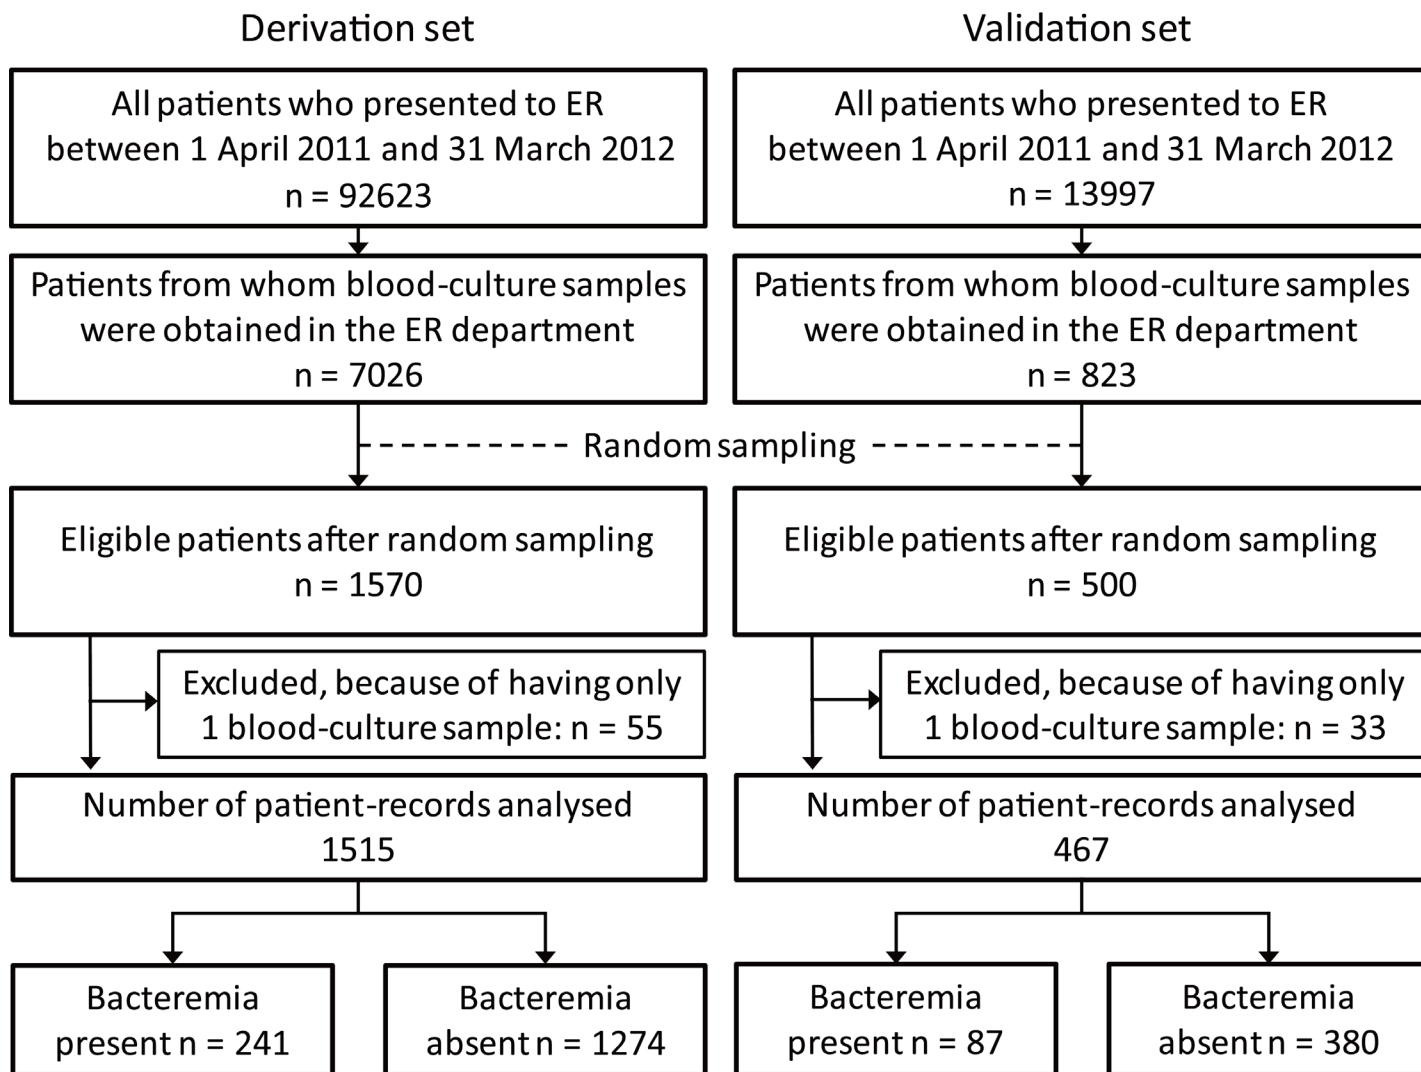 Derivation set
All patients who presented to ER
between 1 April 2011 and 31 March 2012
n = 92623
Patients from whom blood-culture samples
were obtained in the ER department
n = 7026
Validation set
All patients who presented to ER
between 1 April 2011 and 31 March 2012
n = 13997
Patients from whom blood-culture samples
were obtained in the ER department
n = 823
Random sampling
Eligible patients after random sampling
n = 1570
Excluded, because of having only
1 blood-culture sample: n = 55
Number of patient-records analysed
1515
Bacteremia
present n = 241
Bacteremia
absent n = 1274
Eligible patients after random sampling
n = 500
Excluded, because of having only
1 blood-culture sample: n = 33
Number of patient-records analysed
467
Bacteremia
present n = 87
Bacteremia
absent n = 380